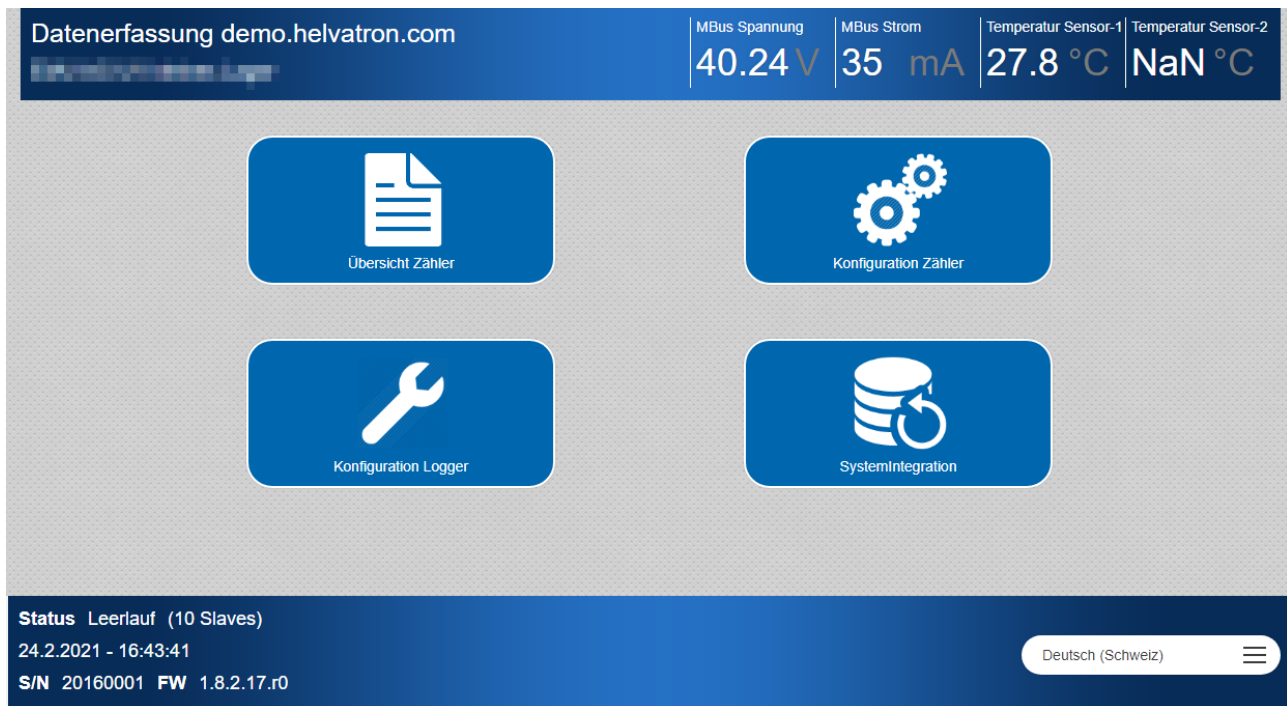 Datenerfassung demo.helvatron.com
MBus Spannung
40.24 V
MBus Strom
35 mA
Temperatur Sensor-1
27.8 °C
Temperatur Sensor-2
NaN °C
Übersicht Zähler
Konfiguration Zähler
Konfiguration Logger
SystemIntegration
Status Leerlauf (10 Slaves)
24.2.2021 - 16:43:41
S/N 20160001 FW 1.8.2.17.r0
Deutsch (Schweiz)